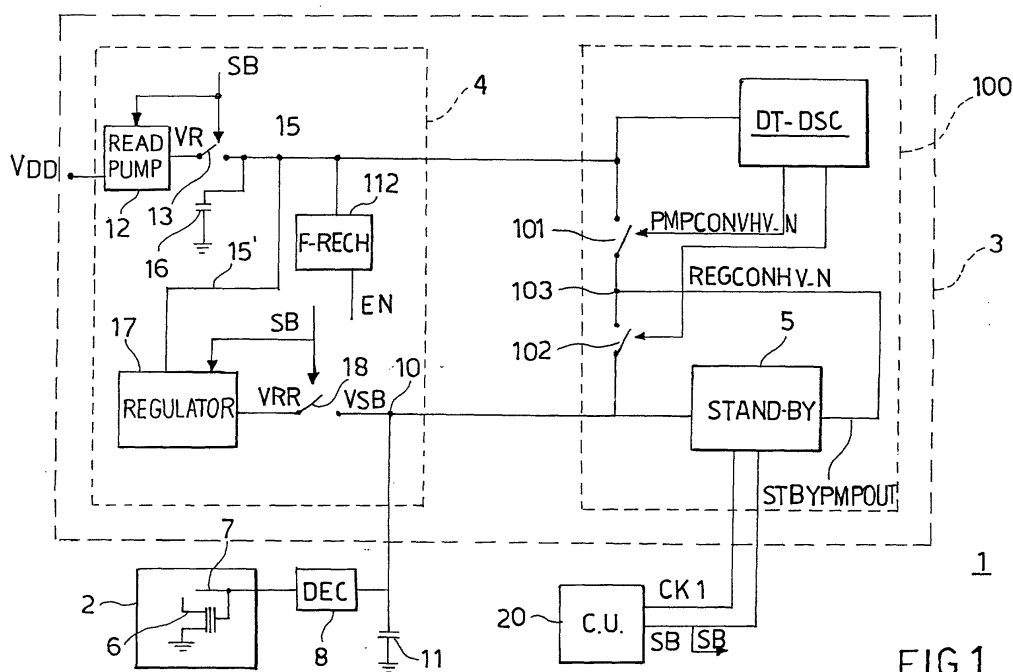 SB
4
100
DT-DSC
READ PUMP
VR
15
VDD
12
13
16
112
F-RECH
101
PMPCONVHV_N
3
15'
REGCONHV_N
103
EN
17
SB
5
102
18
10
REGULATOR
VRR
VSB
STAND-BY
STBYPMPOUT
7
1
2
DEC
CK1
6
20
C.U.
8
11
SB
SB
FIG.1